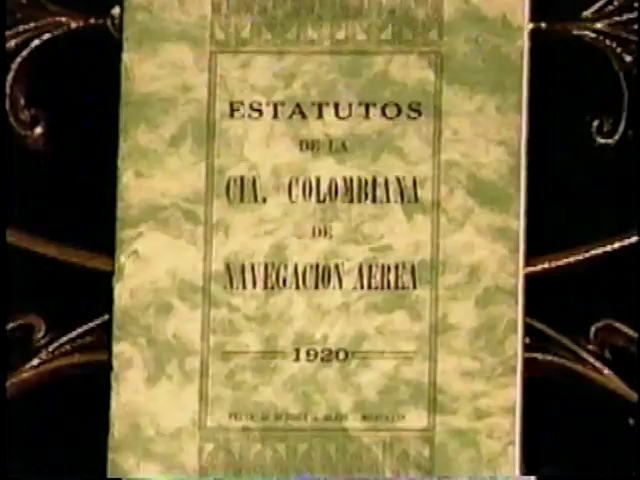 ESTATUTOS
DE LA
CIA. COLOMBIANA
DE
NAVEGACION AEREA
1920